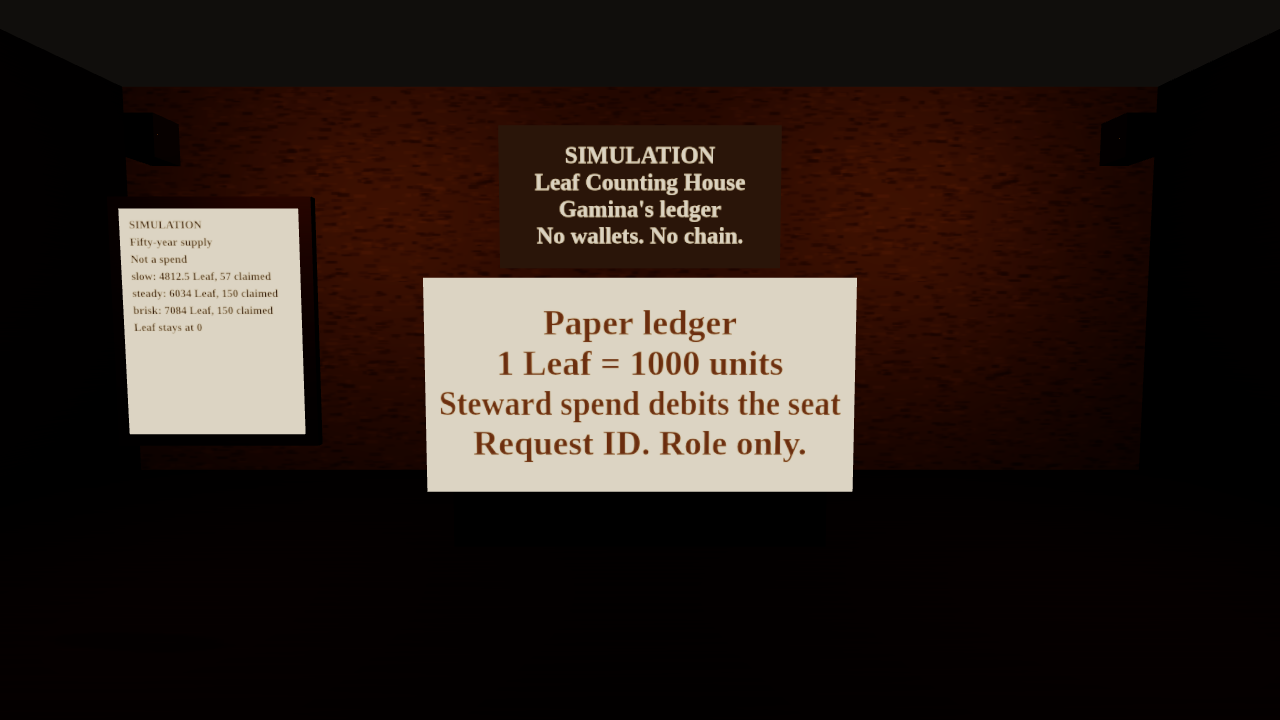 SIMULATION
Leaf Counting House
Gamina's ledger
No wallets. No chain.
SIMULATION
Fifty-year supply
Not a spend
slow: 4812.5 Leaf, 57 claimed
steady: 6034 Leaf, 150 claimed
brisk: 7084 Leaf, 150 claimed
Leaf stays at 0
Paper ledger
1 Leaf = 1000 units
Steward spend debits the seat
Request ID. Role only.